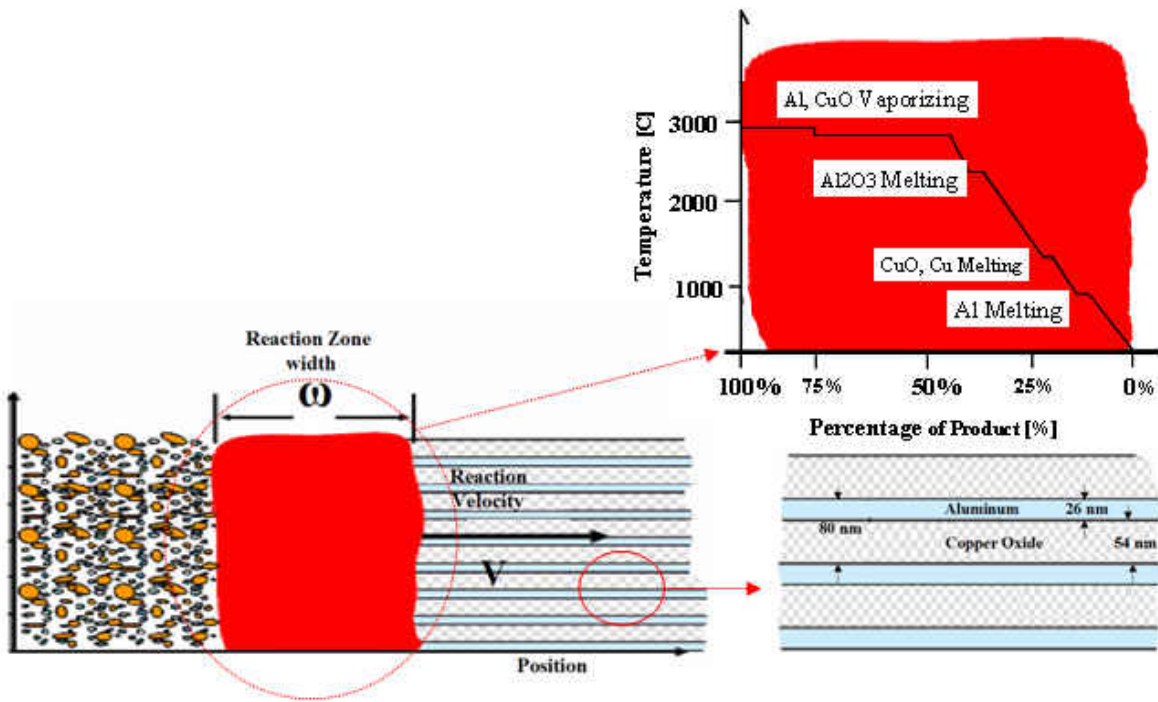 Al, CuO Vaporizing
3000
Temperature [C]
Al2O3 Melting
2000
CuO, Cu Melting
1000
Al Melting
100% 75% 50% 25% 0%
Percentage of Product [%]
Reaction Zone
width
ω
Reaction
Velocity
V
Position
Aluminum
26 nm
80 nm
Copper Oxide
54 nm